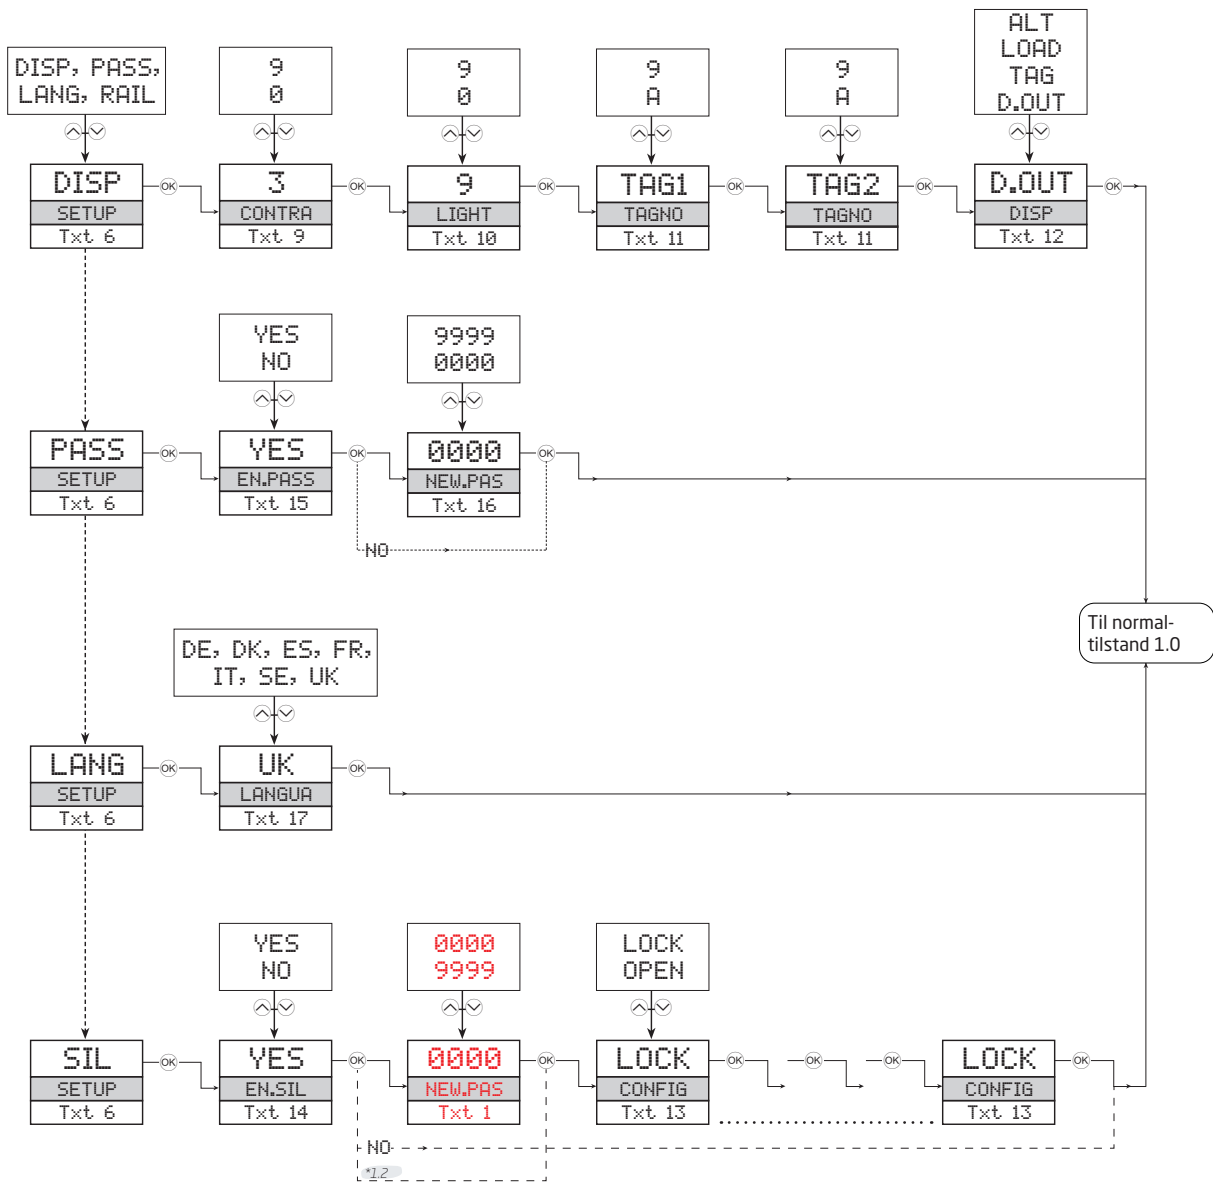 DISP, PASS,
LANG, RAIL
9
0
9
0
9
A
9
A
ALT
LOAD
TAG
D.OUT
DISP
SETUP
Txt 6
OK
3
CONTRA
Txt 9
OK
9
LIGHT
Txt 10
OK
TAG1
TAGNO
Txt 11
OK
TAG2
TAGNO
Txt 11
OK
D.OUT
DISP
Txt 12
OK
YES
NO
9999
0000
PASS
SETUP
Txt 6
OK
YES
EN.PASS
Txt 15
OK
0000
NEW.PAS
Txt 16
OK
NO
Til normal-
tilstand 1.0
DE, DK, ES, FR,
IT, SE, UK
LANG
SETUP
Txt 6
OK
UK
LANGUA
Txt 17
OK
YES
NO
0000
9999
LOCK
OPEN
SIL
SETUP
Txt 6
OK
YES
EN.SIL
Txt 14
OK
0000
NEW.PAS
Txt 1
OK
LOCK
CONFIG
Txt 13
OK
OK
OK
LOCK
CONFIG
Txt 13
OK
NO
*1.2